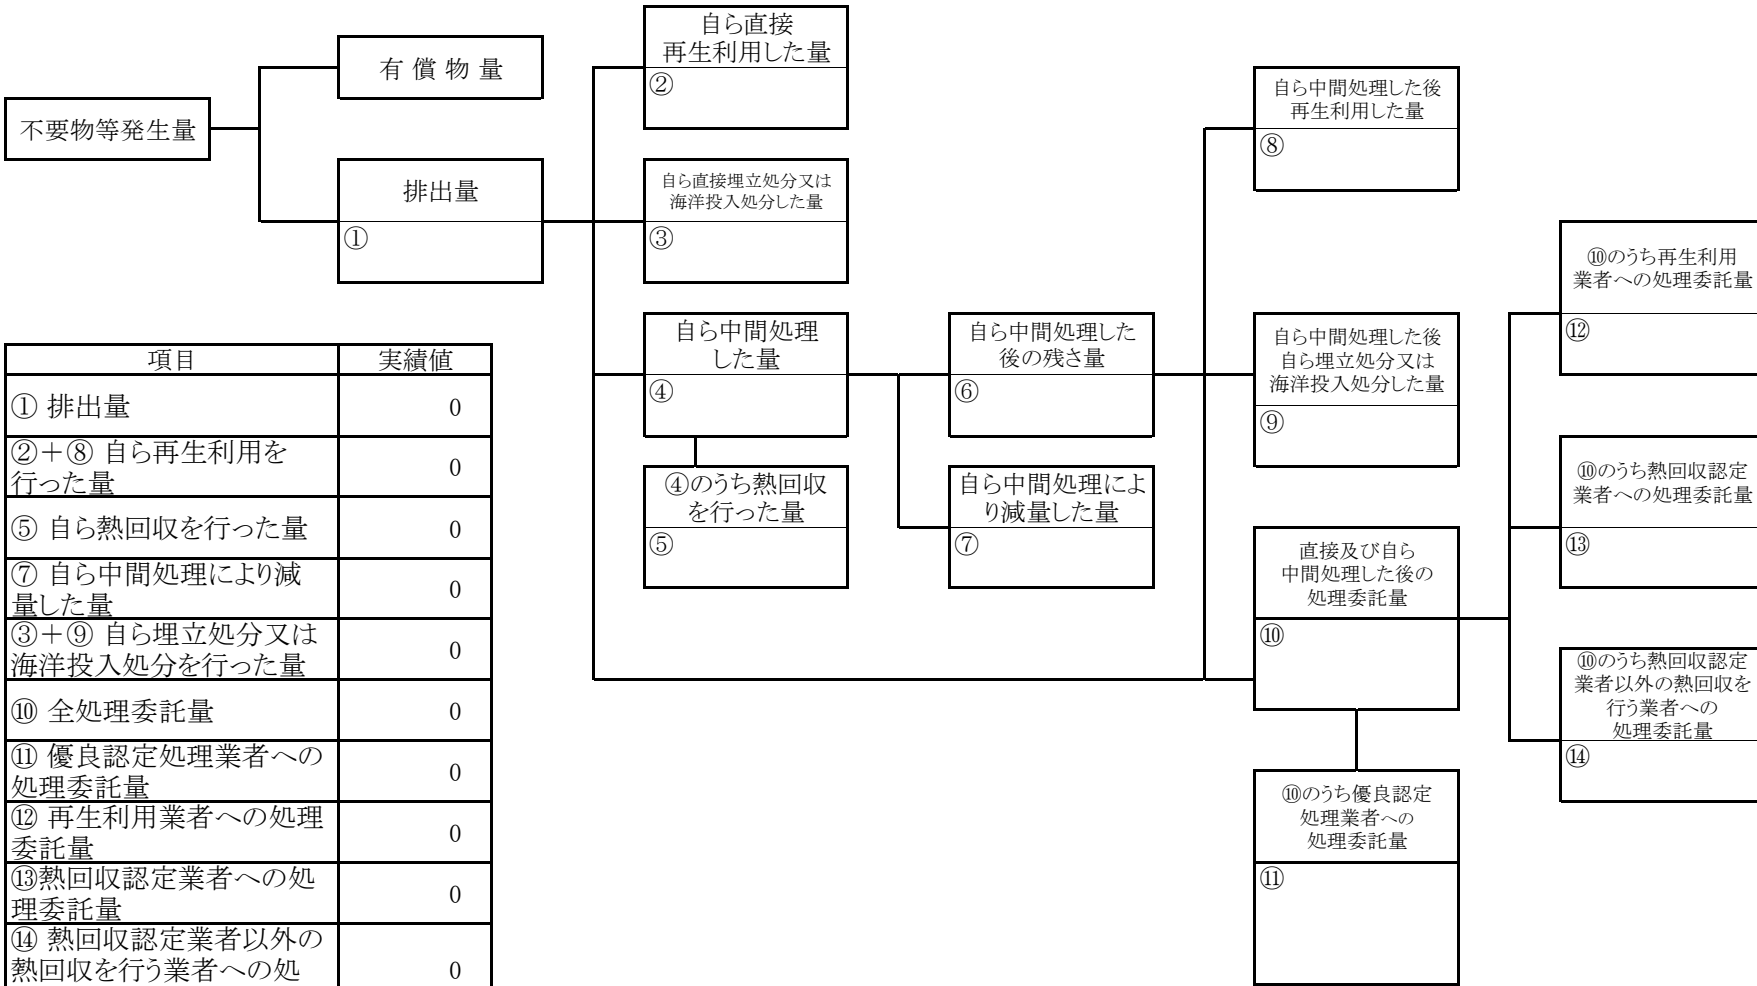 自ら直接
再生利用した量
②
有 償 物 量
不要物等発生量
排出量
①
自ら直接埋立処分又は
海洋投入処分した量
③
自ら中間処理
した量
④
④のうち熱回収
を行った量
⑤
自ら中間処理した
後の残さ量
⑥
自ら中間処理によ
り減量した量
⑦
自ら中間処理した後
再生利用した量
⑧
自ら中間処理した後
自ら埋立処分又は
海洋投入処分した量
⑨
直接及び自ら
中間処理した後の
処理委託量
⑩
⑩のうち優良認定
処理業者への
処理委託量
⑪
⑩のうち再生利用
業者への処理委託量
⑫
⑩のうち熱回収認定
業者への処理委託量
⑬
⑩のうち熱回収認定
業者以外の熱回収を
行う業者への
処理委託量
⑭
項目 実績値
① 排出量 0
②＋⑧ 自ら再生利用を
行った量 0
⑤ 自ら熱回収を行った量 0
⑦ 自ら中間処理により減
量した量 0
③＋⑨ 自ら埋立処分又は
海洋投入処分を行った量 0
⑩ 全処理委託量 0
⑪ 優良認定処理業者への
処理委託量 0
⑫ 再生利用業者への処理
委託量 0
⑬熱回収認定業者への処
理委託量 0
⑭ 熱回収認定業者以外の
熱回収を行う業者への処 0